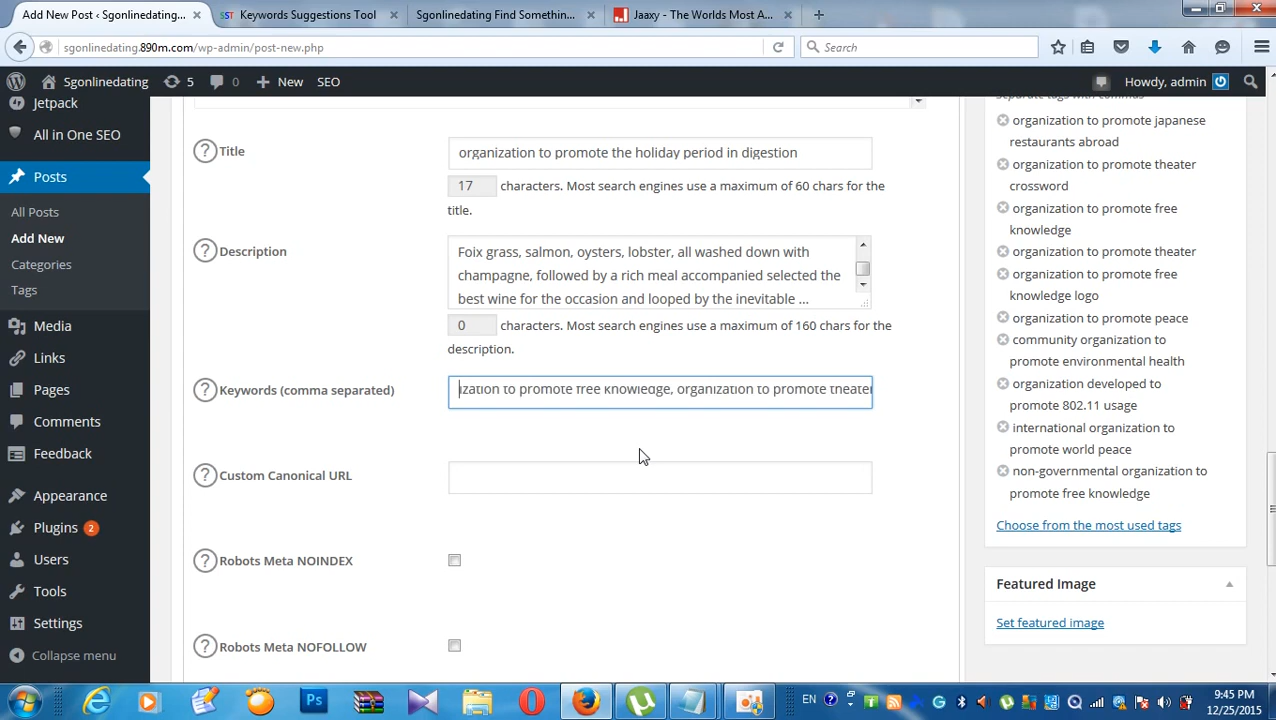 Add New Post ‹ Sgonlinedating...
Keywords Suggestions Tool
Sgonlinedating Find Somethin...
Jaaxy - The Worlds Most A...
sgonlinedating.890m.com/wp-admin/post-new.php
Search
Sgonlinedating
5
0
New
SEO
Howdy, admin
Jetpack
All in One SEO
Posts
All Posts
Add New
Categories
Tags
Media
Links
Pages
Comments
Feedback
Appearance
Plugins 2
Users
Tools
Settings
Collapse menu
Title
organization to promote the holiday period in digestion
17 characters. Most search engines use a maximum of 60 chars for the
title.
Description
Foix grass, salmon, oysters, lobster, all washed down with
champagne, followed by a rich meal accompanied selected the
best wine for the occasion and looped by the inevitable ...
0 characters. Most search engines use a maximum of 160 chars for the
description.
Keywords (comma separated)
ization to promote free knowledge, organization to promote theater
Custom Canonical URL
Robots Meta NOINDEX
Robots Meta NOFOLLOW
Separate tags with commas
organization to promote japanese
restaurants abroad
organization to promote theater
crossword
organization to promote free
knowledge
organization to promote theater
organization to promote free
knowledge logo
organization to promote peace
community organization to
promote environmental health
organization developed to
promote 802.11 usage
international organization to
promote world peace
non-governmental organization to
promote free knowledge
Choose from the most used tags
Featured Image
Set featured image
EN
9:45 PM
12/25/2015